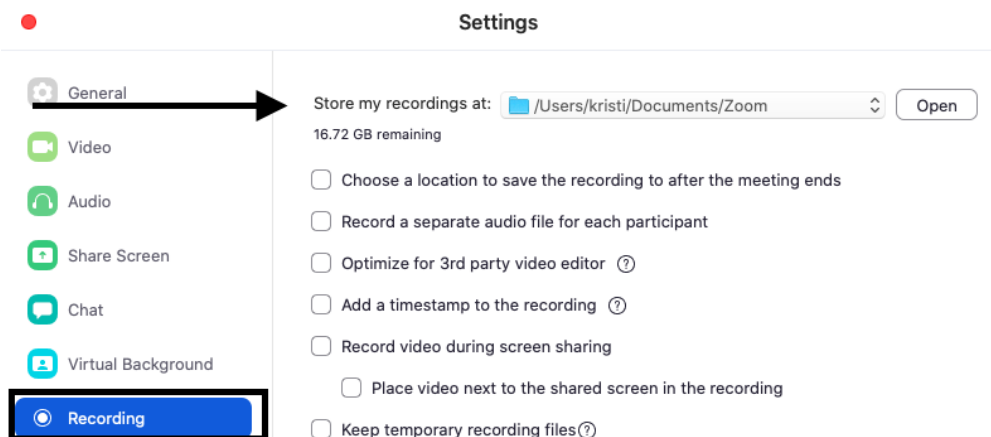 Settings
General
Video
Audio
Share Screen
Chat
Virtual Background
Recording
Store my recordings at: /Users/kristi/Documents/Zoom Open
16.72 GB remaining
Choose a location to save the recording to after the meeting ends
Record a separate audio file for each participant
Optimize for 3rd party video editor ?
Add a timestamp to the recording ?
Record video during screen sharing
Place video next to the shared screen in the recording
Keep temporary recording files ?